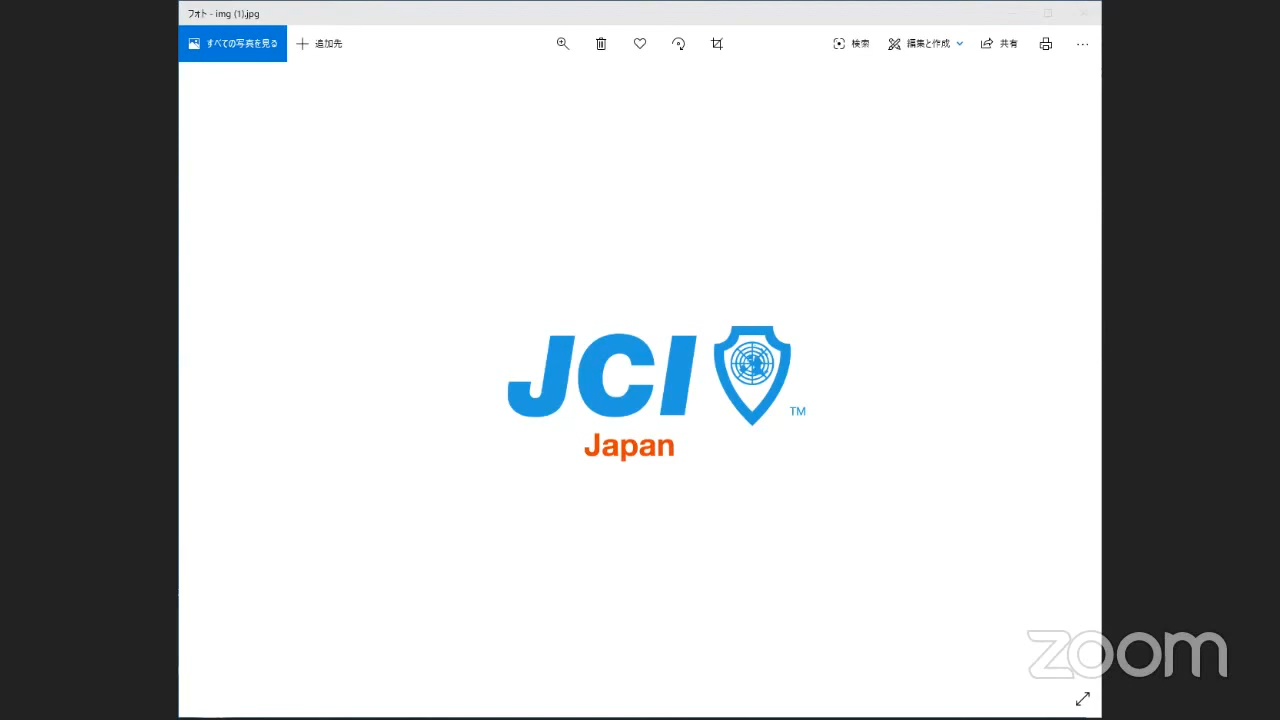 フォト - img (1).jpg
すべての写真を見る
追加先
検索
編集と作成
共有
JCI
TM
Japan
zoom